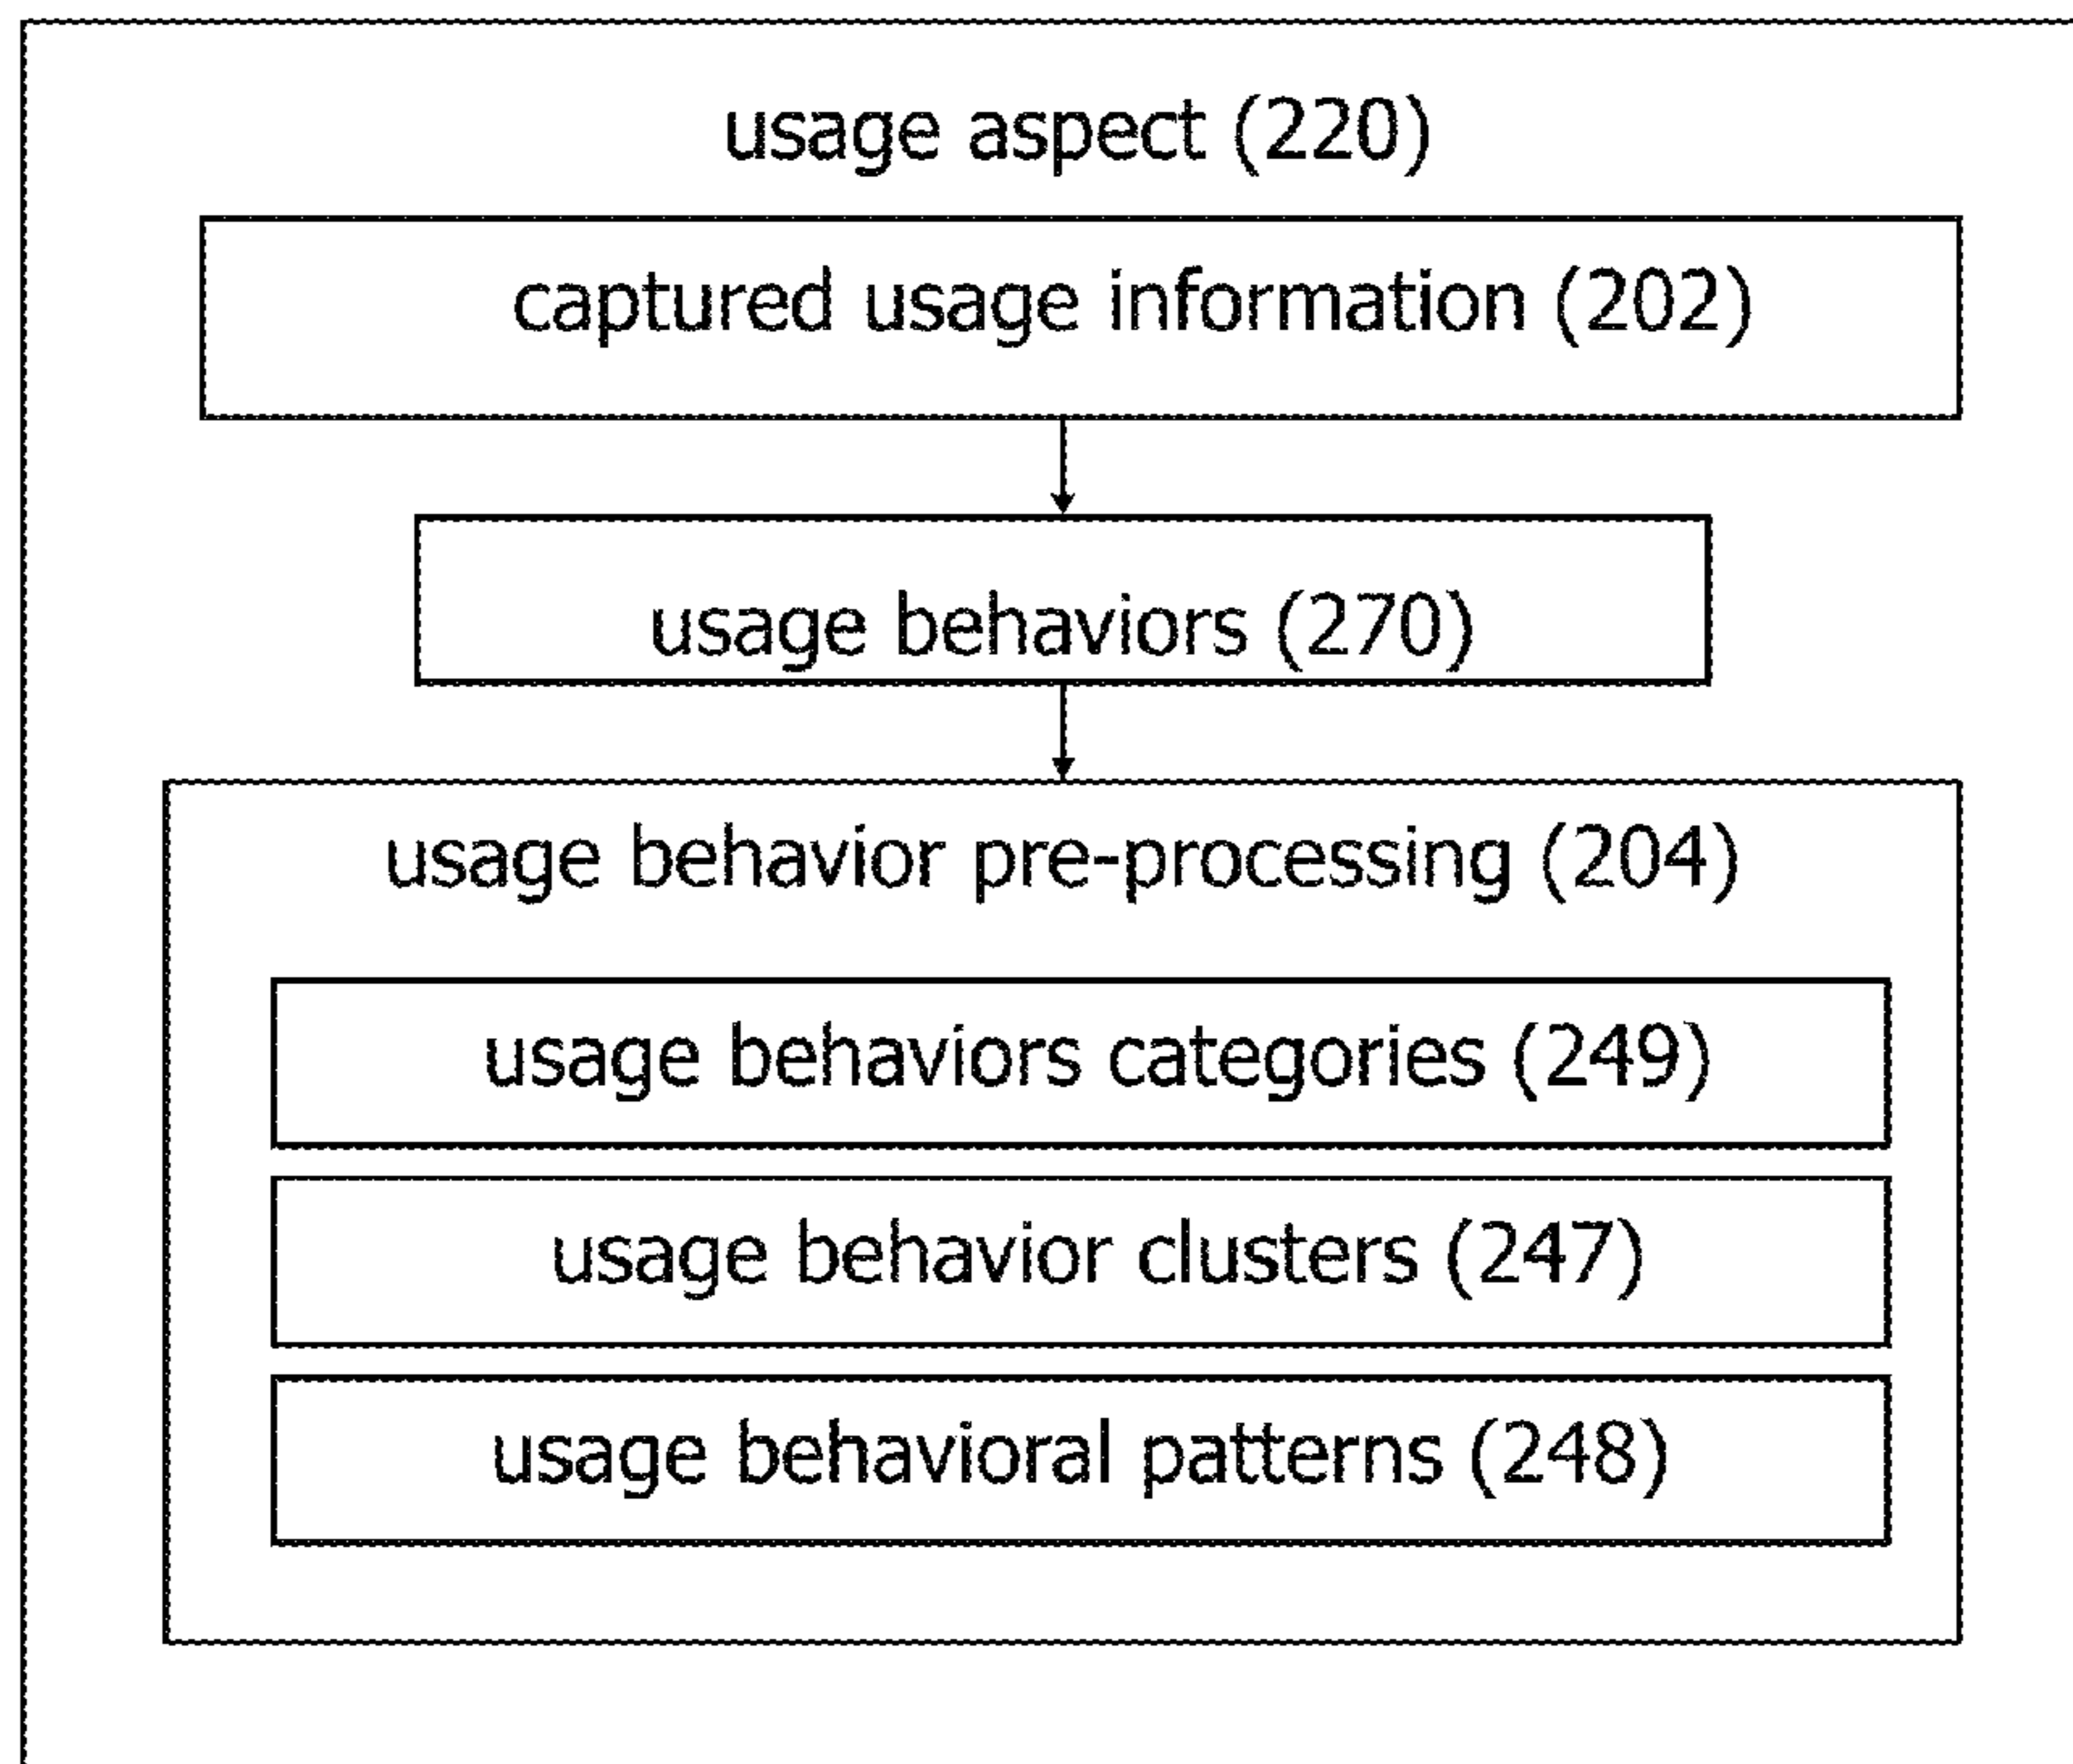 usage aspect (220)
captured usage information (202)
usage behaviors (270)
usage behavior pre-processing (204)
usage behaviors categories (249)
usage behavior clusters (247)
usage behavioral patterns (248)